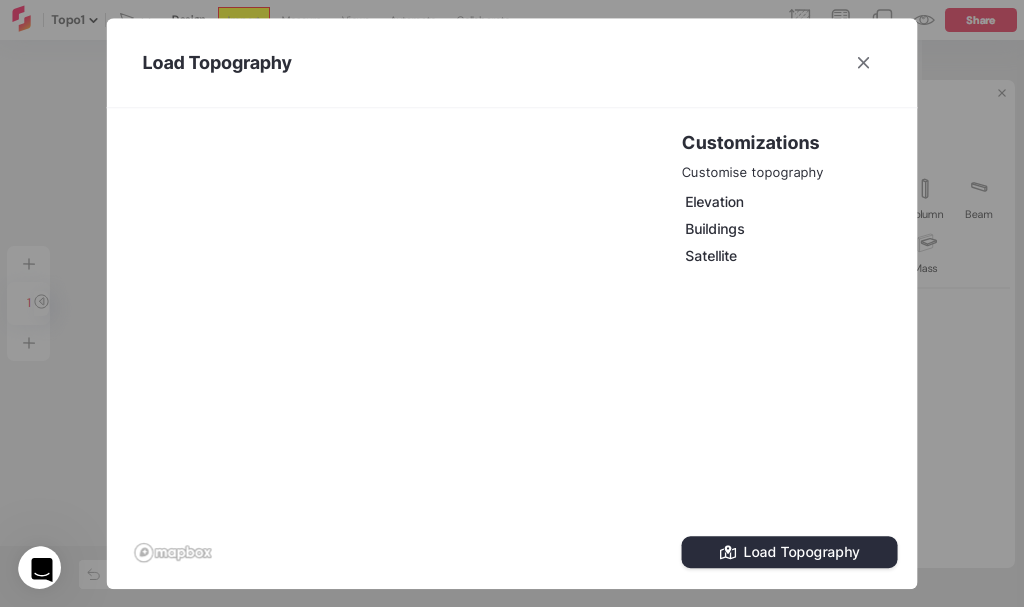 Topo1
Design
Share
Load Topography
Customizations
Customise topography
Elevation
Buildings
Satellite
Column
Beam
Mass
1
mapbox
Load Topography